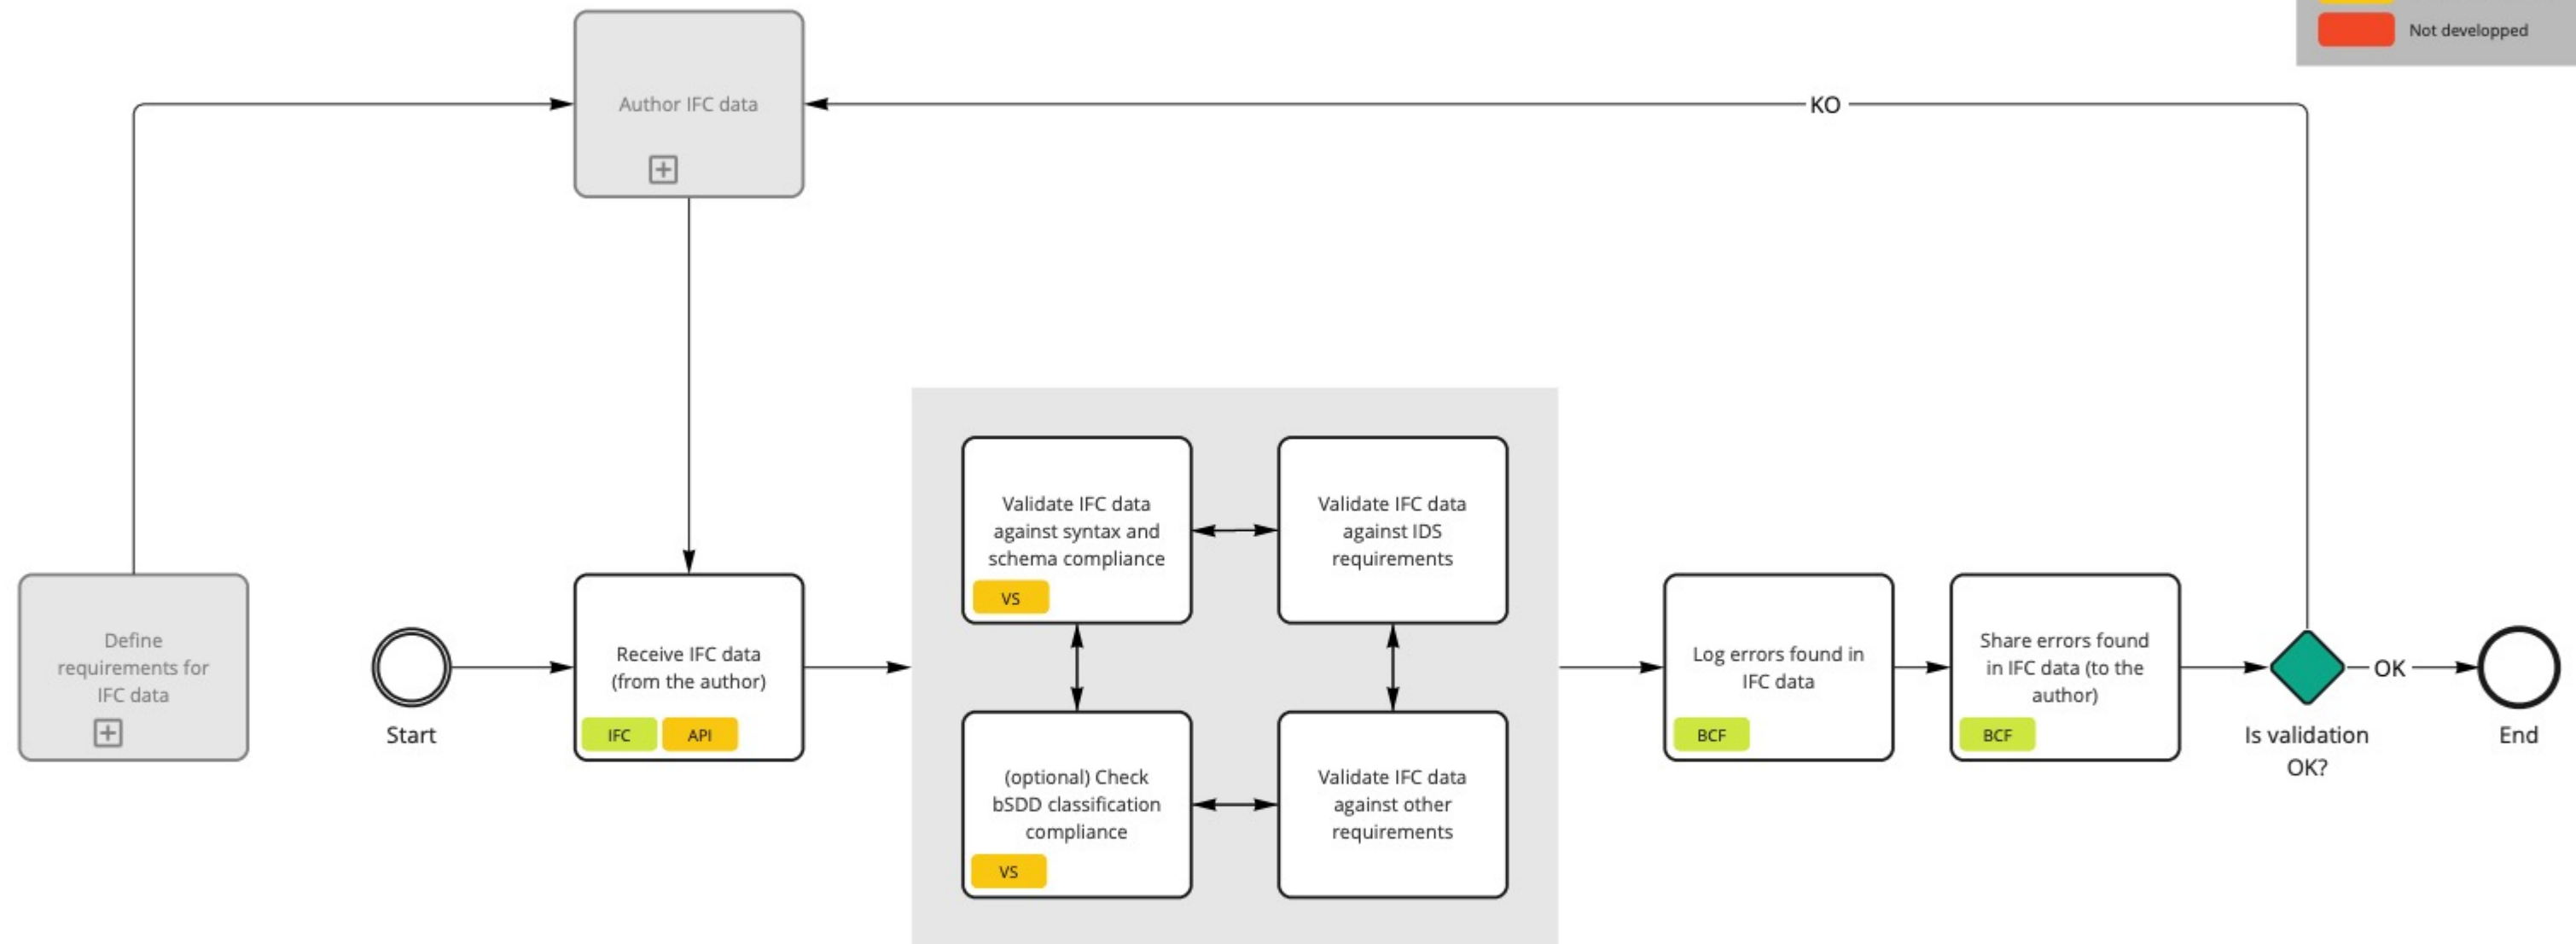 Not developped
Author IFC data
KO
Validate IFC data
against syntax and
schema compliance
VS
Validate IFC data
against IDS
requirements
Define
requirements for
IFC data
Start
Receive IFC data
(from the author)
IFC
API
(optional) Check
bSDD classification
compliance
VS
Validate IFC data
against other
requirements
Log errors found in
IFC data
BCF
Share errors found
in IFC data (to the
author)
BCF
OK
Is validation
OK?
End